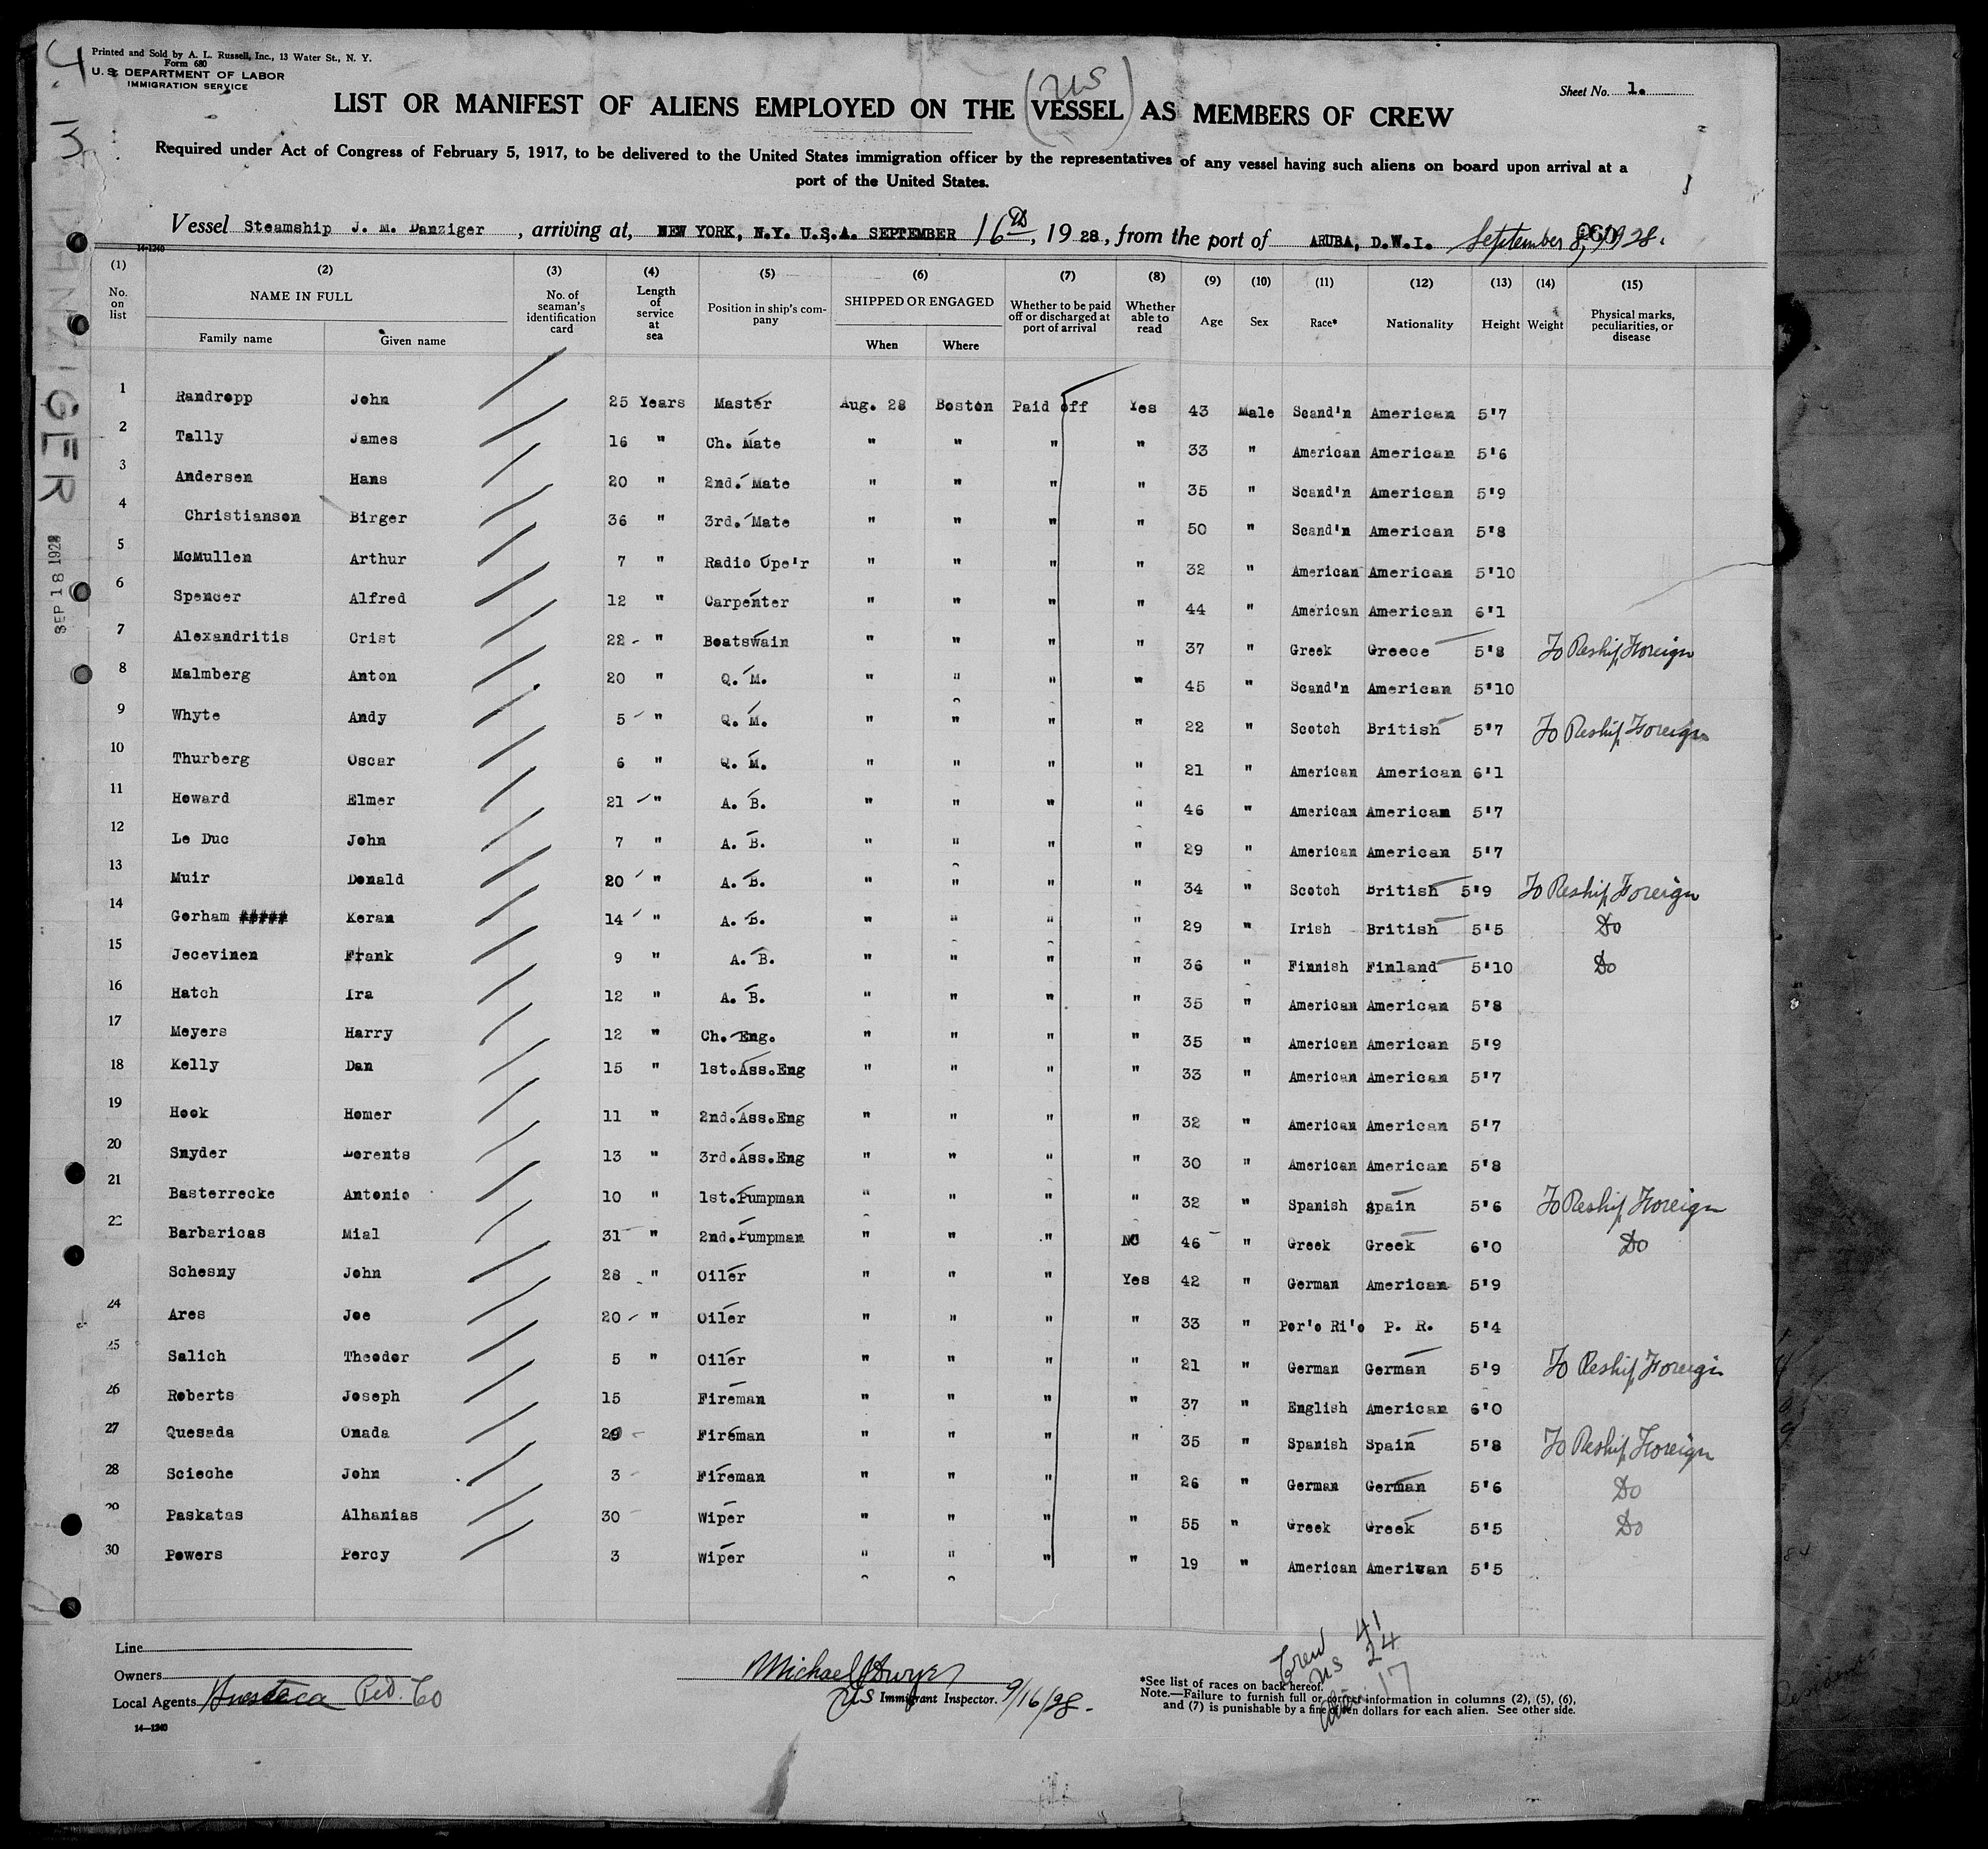 Printed and Sold by A. L. Russell, Inc., 13 Water St., N. Y.
Form 680
U. S. DEPARTMENT OF LABOR
IMMIGRATION SERVICE
Sheet No. 1.
(US)
LIST OR MANIFEST OF ALIENS EMPLOYED ON THE VESSEL AS MEMBERS OF CREW
Required under Act of Congress of February 5, 1917, to be delivered to the United States immigration officer by the representatives of any vessel having such aliens on board upon arrival at a
port of the United States.
Vessel Steamship J. M. Danziger, arriving at, NEW YORK, N.Y. U.S.A. SEPTEMBER 16th, 1928, from the port of ARUBA, D.W.I. September 8, 1928.
14-1240
(1) (2) (3) (4) (5) (6) (7) (8) (9) (10) (11) (12) (13) (14) (15)
No. on list NAME IN FULL Family name Given name No. of seaman's identification card Length of service at sea Position in ship's company SHIPPED OR ENGAGED When Where Whether to be paid off or discharged at port of arrival Whether able to read Age Sex Race* Nationality Height Weight Physical marks, peculiarities, or disease
1 Randropp John 25 Years Master Aug. 28 Boston Paid off Yes 43 Male Scand'n American 5'7
2 Tally James 16 " Ch. Mate " " " " 33 " American American 5'6
3 Andersen Hans 20 " 2nd. Mate " " " " 35 " Scand'n American 5'9
4 Christianson Birger 36 " 3rd. Mate " " " " 50 " Scand'n American 5'8
5 McMullen Arthur 7 " Radio Ope'r " " " " 32 " American American 5'10
6 Spencer Alfred 12 " Carpenter " " " " 44 " American American 6'1
7 Alexandritis Crist 22 " Boatswain " " " " 37 " Greek Greece 5'8 To Reship Foreign
8 Malmberg Anton 20 " Q. M. " " " " 45 " Scand'n American 5'10
9 Whyte Andy 5 " Q. M. " " " " 22 " Scotch British 5'7 To Reship Foreign
10 Thurberg Oscar 6 " Q. M. " " " " 21 " American American 6'1
11 Howard Elmer 21 " A. B. " " " " 46 " American American 5'7
12 Le Duc John 7 " A. B. " " " " 29 " American American 5'7
13 Muir Donald 20 " A. B. " " " " 34 " Scotch British 5'9 To Reship Foreign
14 Gorham ##### Keran 14 " A. B. " " " " 29 " Irish British 5'5 Do
15 Jecevinen Frank 9 " A. B. " " " " 36 " Finnish Finland 5'10 Do
16 Hatch Ira 12 " A. B. " " " " 35 " American American 5'8
17 Meyers Harry 12 " Ch. Eng. " " " " 35 " American American 5'9
18 Kelly Dan 15 " 1st.Ass.Eng " " " " 33 " American American 5'7
19 Hook Homer 11 " 2nd.Ass.Eng " " " " 32 " American American 5'7
20 Snyder Dorents 13 " 3rd.Ass.Eng " " " " 30 " American American 5'8
21 Basterrecke Antonio 10 " 1st.Pumpman " " " " 32 " Spanish Spain 5'6 To Reship Foreign
22 Barbaricas Mial 31 " 2nd.Pumpman " " " NO 46 " Greek Greek 6'0 Do
Schesny John 28 " Oiler " " " Yes 42 " German American 5'9
24 Ares Joe 20 " Oiler " " " " 33 " Por'o Ri'o P. R. 5'4
25 Salich Theodor 5 " Oiler " " " " 21 " German German 5'9 To Reship Foreign
26 Roberts Joseph 15 Fireman " " " " 37 " English American 6'0
27 Quesada Onada 29 Fireman " " " " 35 " Spanish Spain 5'8 To Reship Foreign
28 Scieche John 3 Fireman " " " " 26 " German German 5'6 Do
29 Paskatas Alhanias 30 Wiper " " " " 55 " Greek Greek 5'5 Do
30 Powers Percy 3 Wiper " " " " 19 " American American 5'5
Line
Owners
Local Agents Huasteca Pet. Co
14-1240
Michael Dwyer
US Immigrant Inspector. 9/16/28.
Crew 41
US 24
17
*See list of races on back hereof.
Note.—Failure to furnish full or correct information in columns (2), (5), (6),
and (7) is punishable by a fine of ten dollars for each alien. See other side.
SEP 18 1928